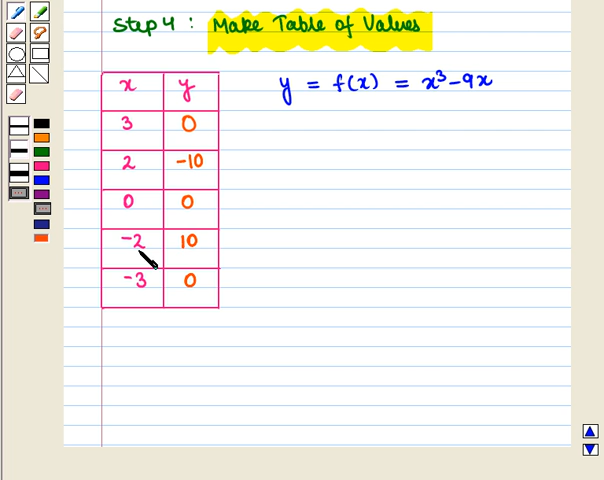 Step 4 : Make Table of Values
x y
3 0
2 -10
0 0
-2 10
-3 0
y = f(x) = x³-9x